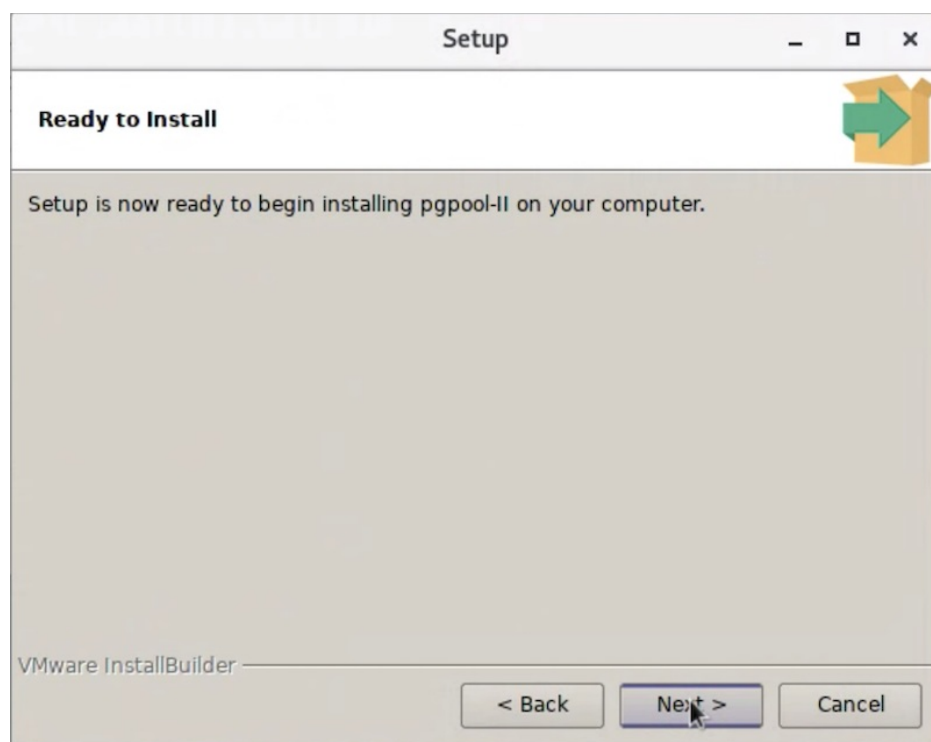 Setup
Ready to Install
Setup is now ready to begin installing pgpool-II on your computer.
VMware InstallBuilder
< Back
Next >
Cancel